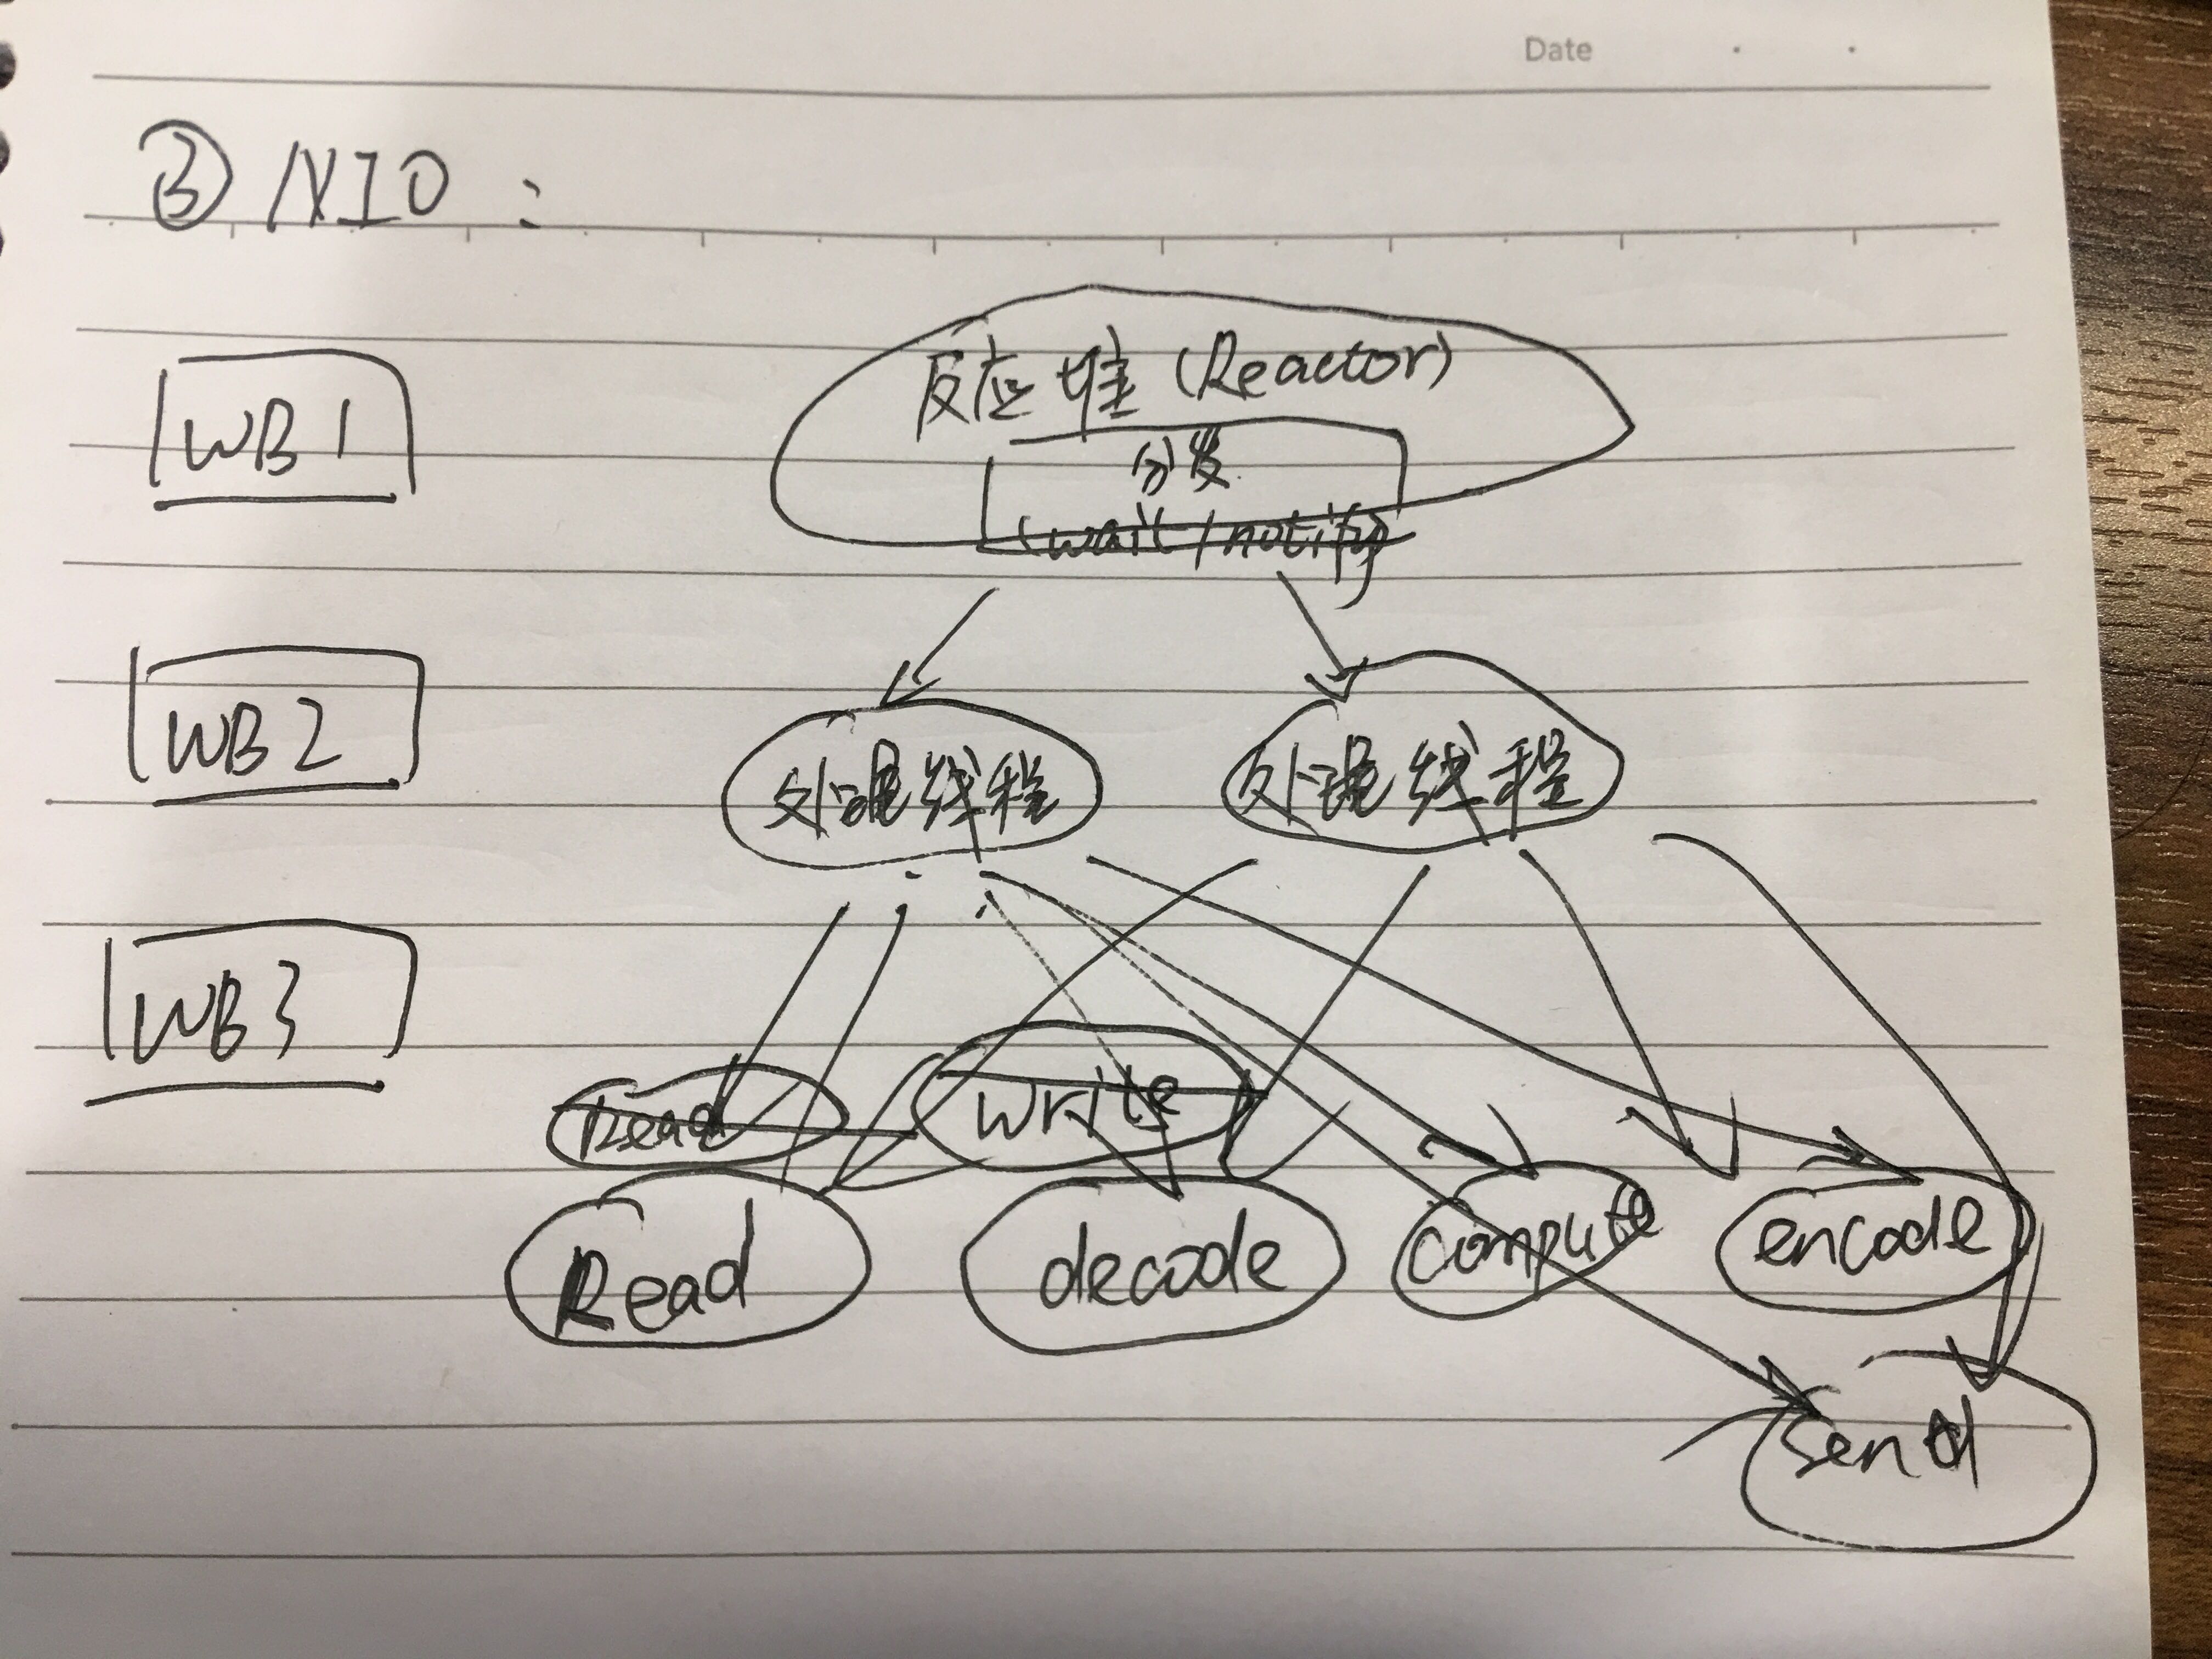 Date
③ NIO：
WB1
反应堆 (Reactor)
分发
(wait/notify)
WB2
处理线程
处理线程
WB3
read
write
Read
decode
compute
encode
send